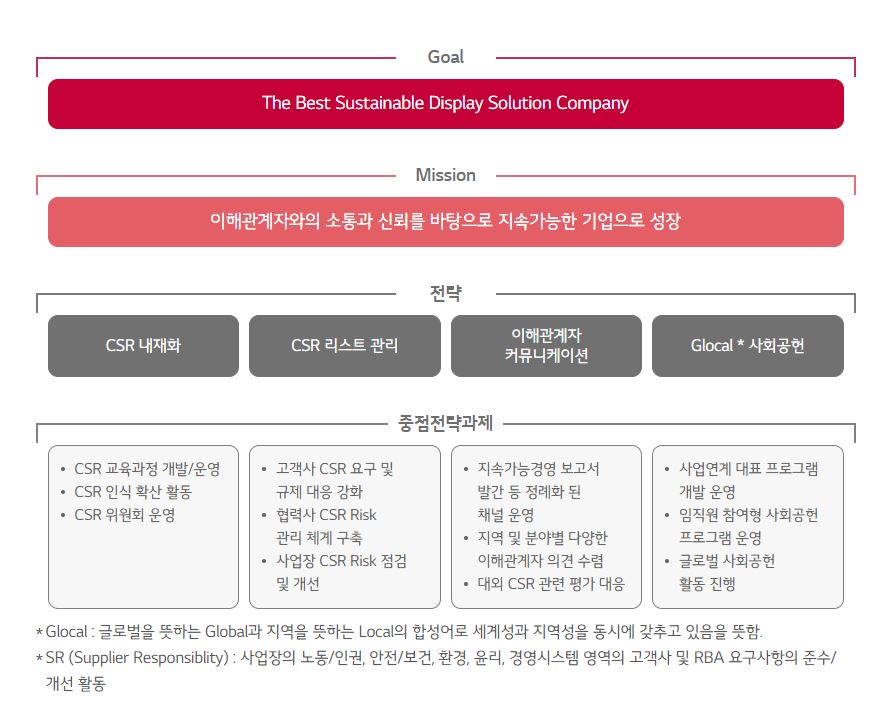 Goal
The Best Sustainable Display Solution Company
Mission
이해관계자와의 소통과 신뢰를 바탕으로 지속가능한 기업으로 성장
전략
CSR 내재화
CSR 리스트 관리
이해관계자
커뮤니케이션
Glocal * 사회공헌
중점전략과제
• CSR 교육과정 개발/운영
• CSR 인식 확산 활동
• CSR 위원회 운영
• 고객사 CSR 요구 및
규제 대응 강화
• 협력사 CSR Risk
관리 체계 구축
• 사업장 CSR Risk 점검
및 개선
• 지속가능경영 보고서
발간 등 정례화 된
채널 운영
• 지역 및 분야별 다양한
이해관계자 의견 수렴
• 대외 CSR 관련 평가 대응
• 사업연계 대표 프로그램
개발 운영
• 임직원 참여형 사회공헌
프로그램 운영
• 글로벌 사회공헌
활동 진행
* Glocal : 글로벌을 뜻하는 Global과 지역을 뜻하는 Local의 합성어로 세계성과 지역성을 동시에 갖추고 있음을 뜻함.
* SR (Supplier Responsiblity) : 사업장의 노동/인권, 안전/보건, 환경, 윤리, 경영시스템 영역의 고객사 및 RBA 요구사항의 준수/
개선 활동